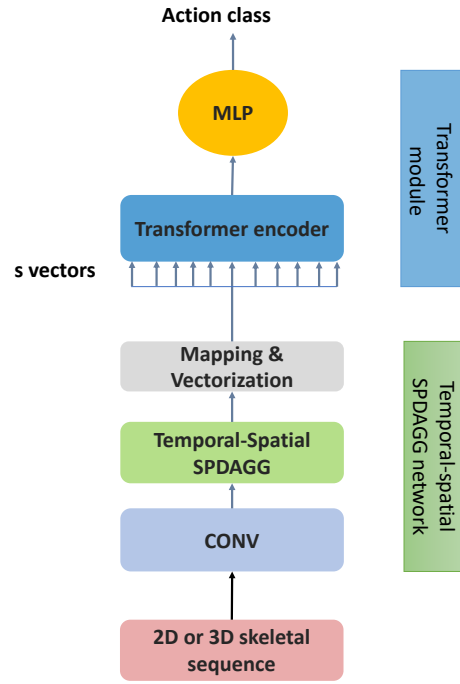 Action class
MLP
Transformer encoder
s vectors
Mapping &
Vectorization
Temporal-Spatial
SPDAGG
CONV
2D or 3D skeletal
sequence
Transformer
module
Temporal-spatial
SPDAGG network